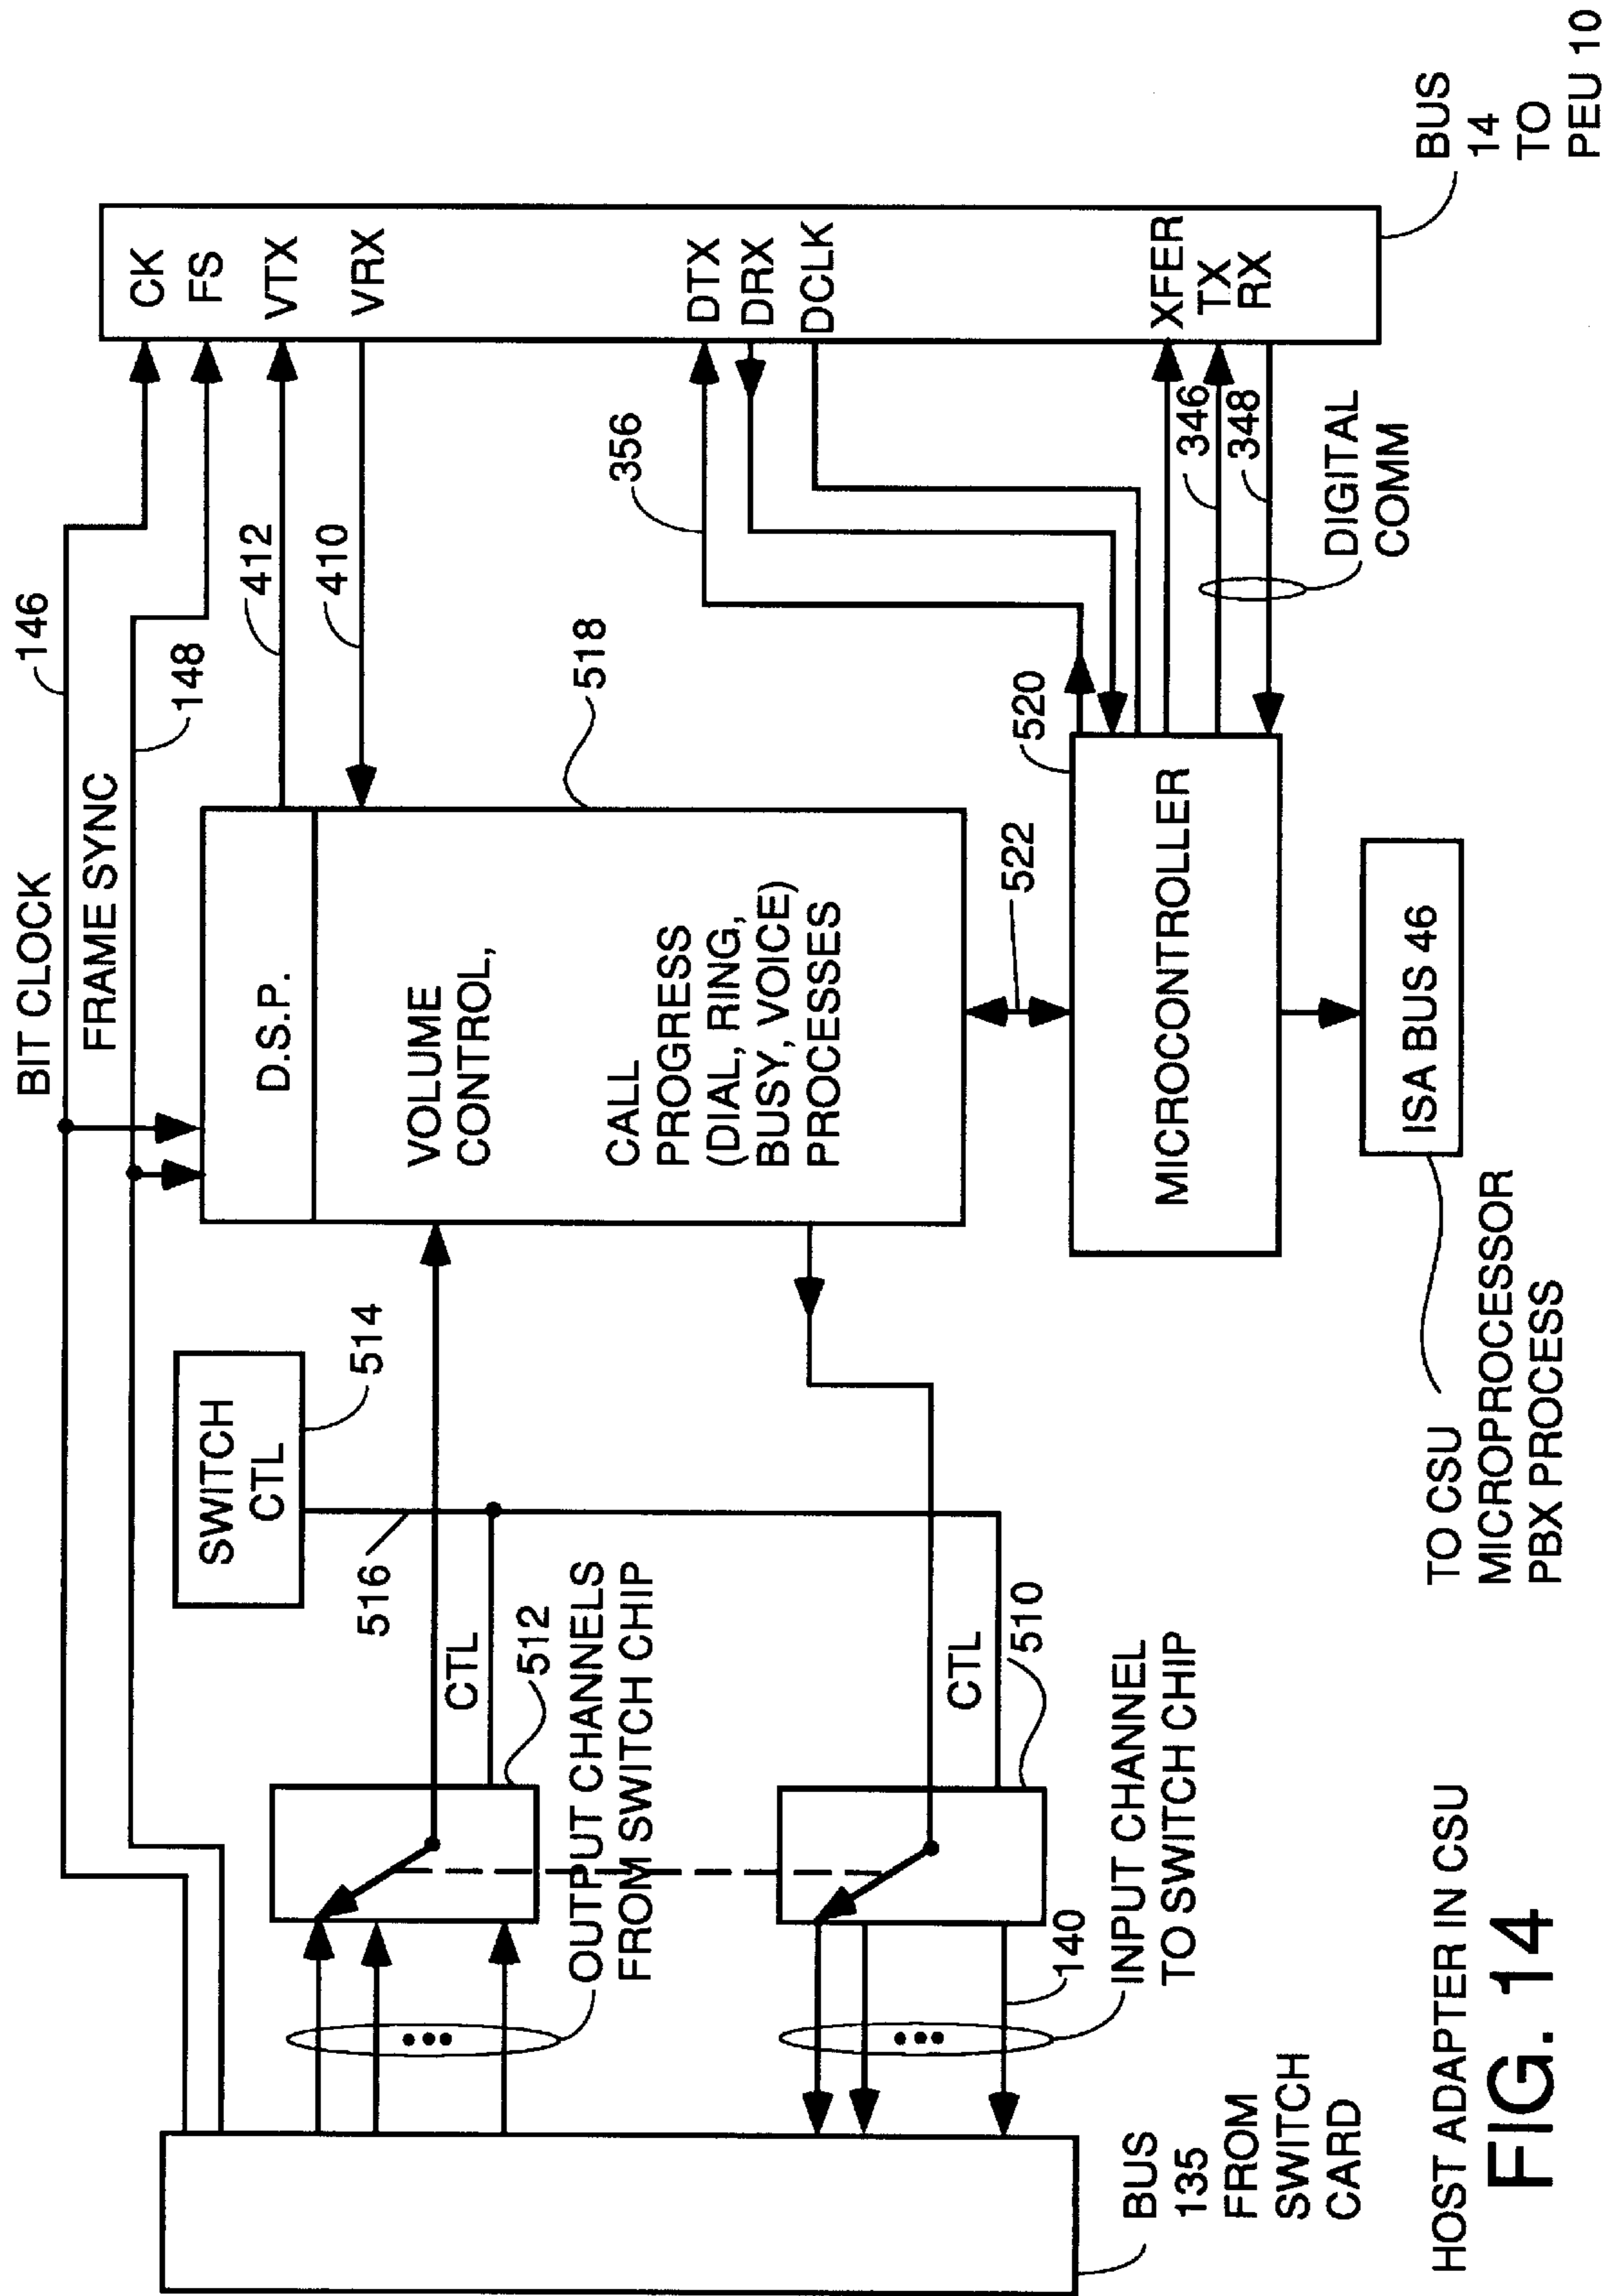 BIT CLOCK
146
FRAME SYNC
148
CK
FS
VTX
VRX
412
410
D.S.P.
VOLUME
CONTROL,
CALL
PROGRESS
(DIAL, RING,
BUSY, VOICE)
PROCESSES
518
SWITCH
CTL
514
516
CTL
512
OUTPUT CHANNELS
FROM SWITCH CHIP
CTL
510
140
INPUT CHANNEL
TO SWITCH CHIP
BUS
135
FROM
SWITCH
CARD
356
DTX
DRX
DCLK
XFER
TX
RX
346
348
DIGITAL
COMM
BUS
14
TO
PEU 10
522
520
MICROCONTROLLER
ISA BUS 46
TO CSU
MICROPROCESSOR
PBX PROCESS
HOST ADAPTER IN CSU
FIG. 14